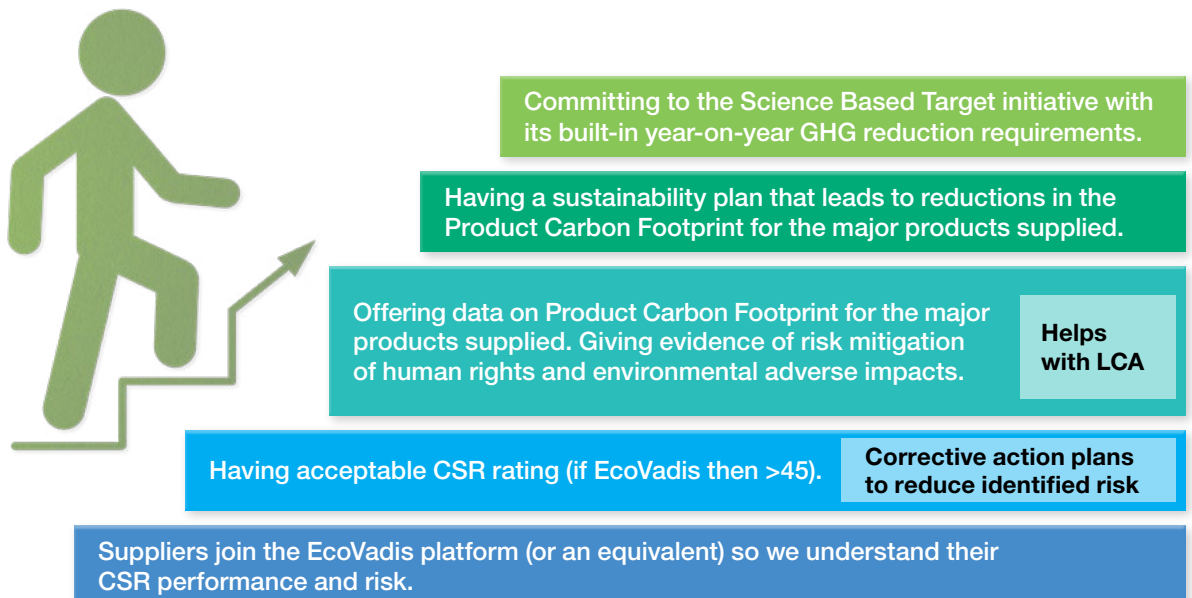 Committing to the Science Based Target initiative with
its built-in year-on-year GHG reduction requirements.
Having a sustainability plan that leads to reductions in the
Product Carbon Footprint for the major products supplied.
Offering data on Product Carbon Footprint for the major
products supplied. Giving evidence of risk mitigation
of human rights and environmental adverse impacts.
Helps
with LCA
Having acceptable CSR rating (if EcoVadis then >45).
Corrective action plans
to reduce identified risk
Suppliers join the EcoVadis platform (or an equivalent) so we understand their
CSR performance and risk.